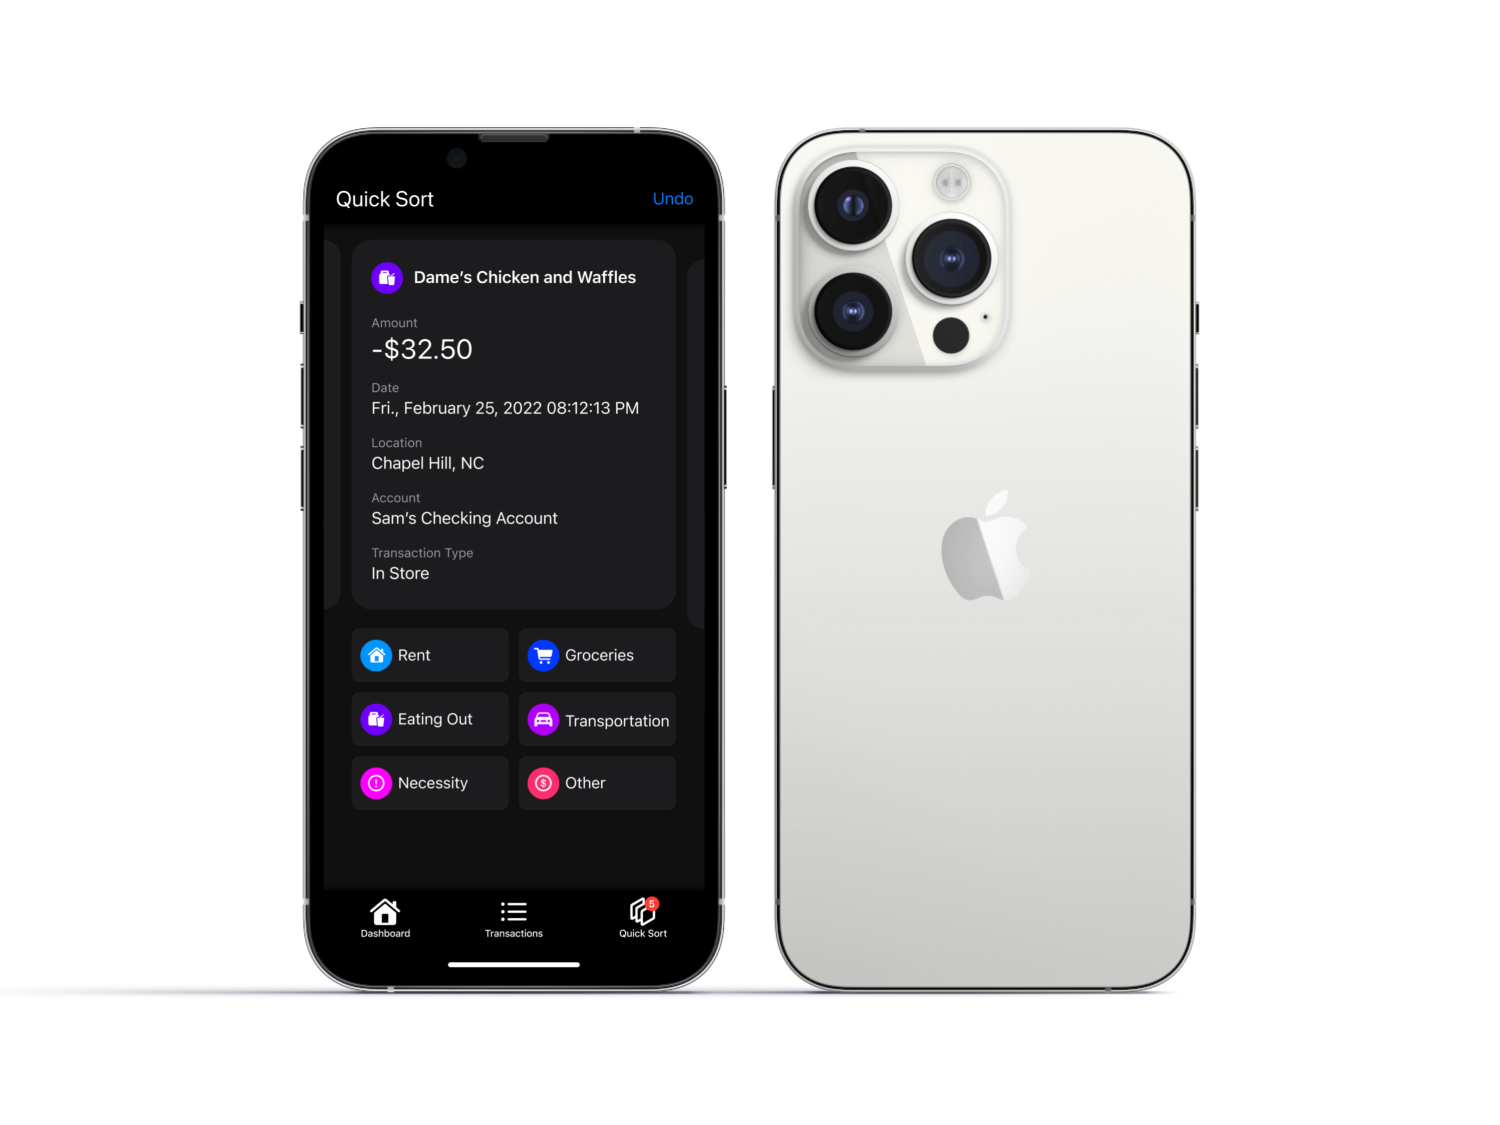 Quick Sort
Undo
Dame's Chicken and Waffles
Amount
-$32.50
Date
Fri., February 25, 2022 08:12:13 PM
Location
Chapel Hill, NC
Account
Sam's Checking Account
Transaction Type
In Store
Rent
Groceries
Eating Out
Transportation
Necessity
Other
5
Dashboard
Transactions
Quick Sort